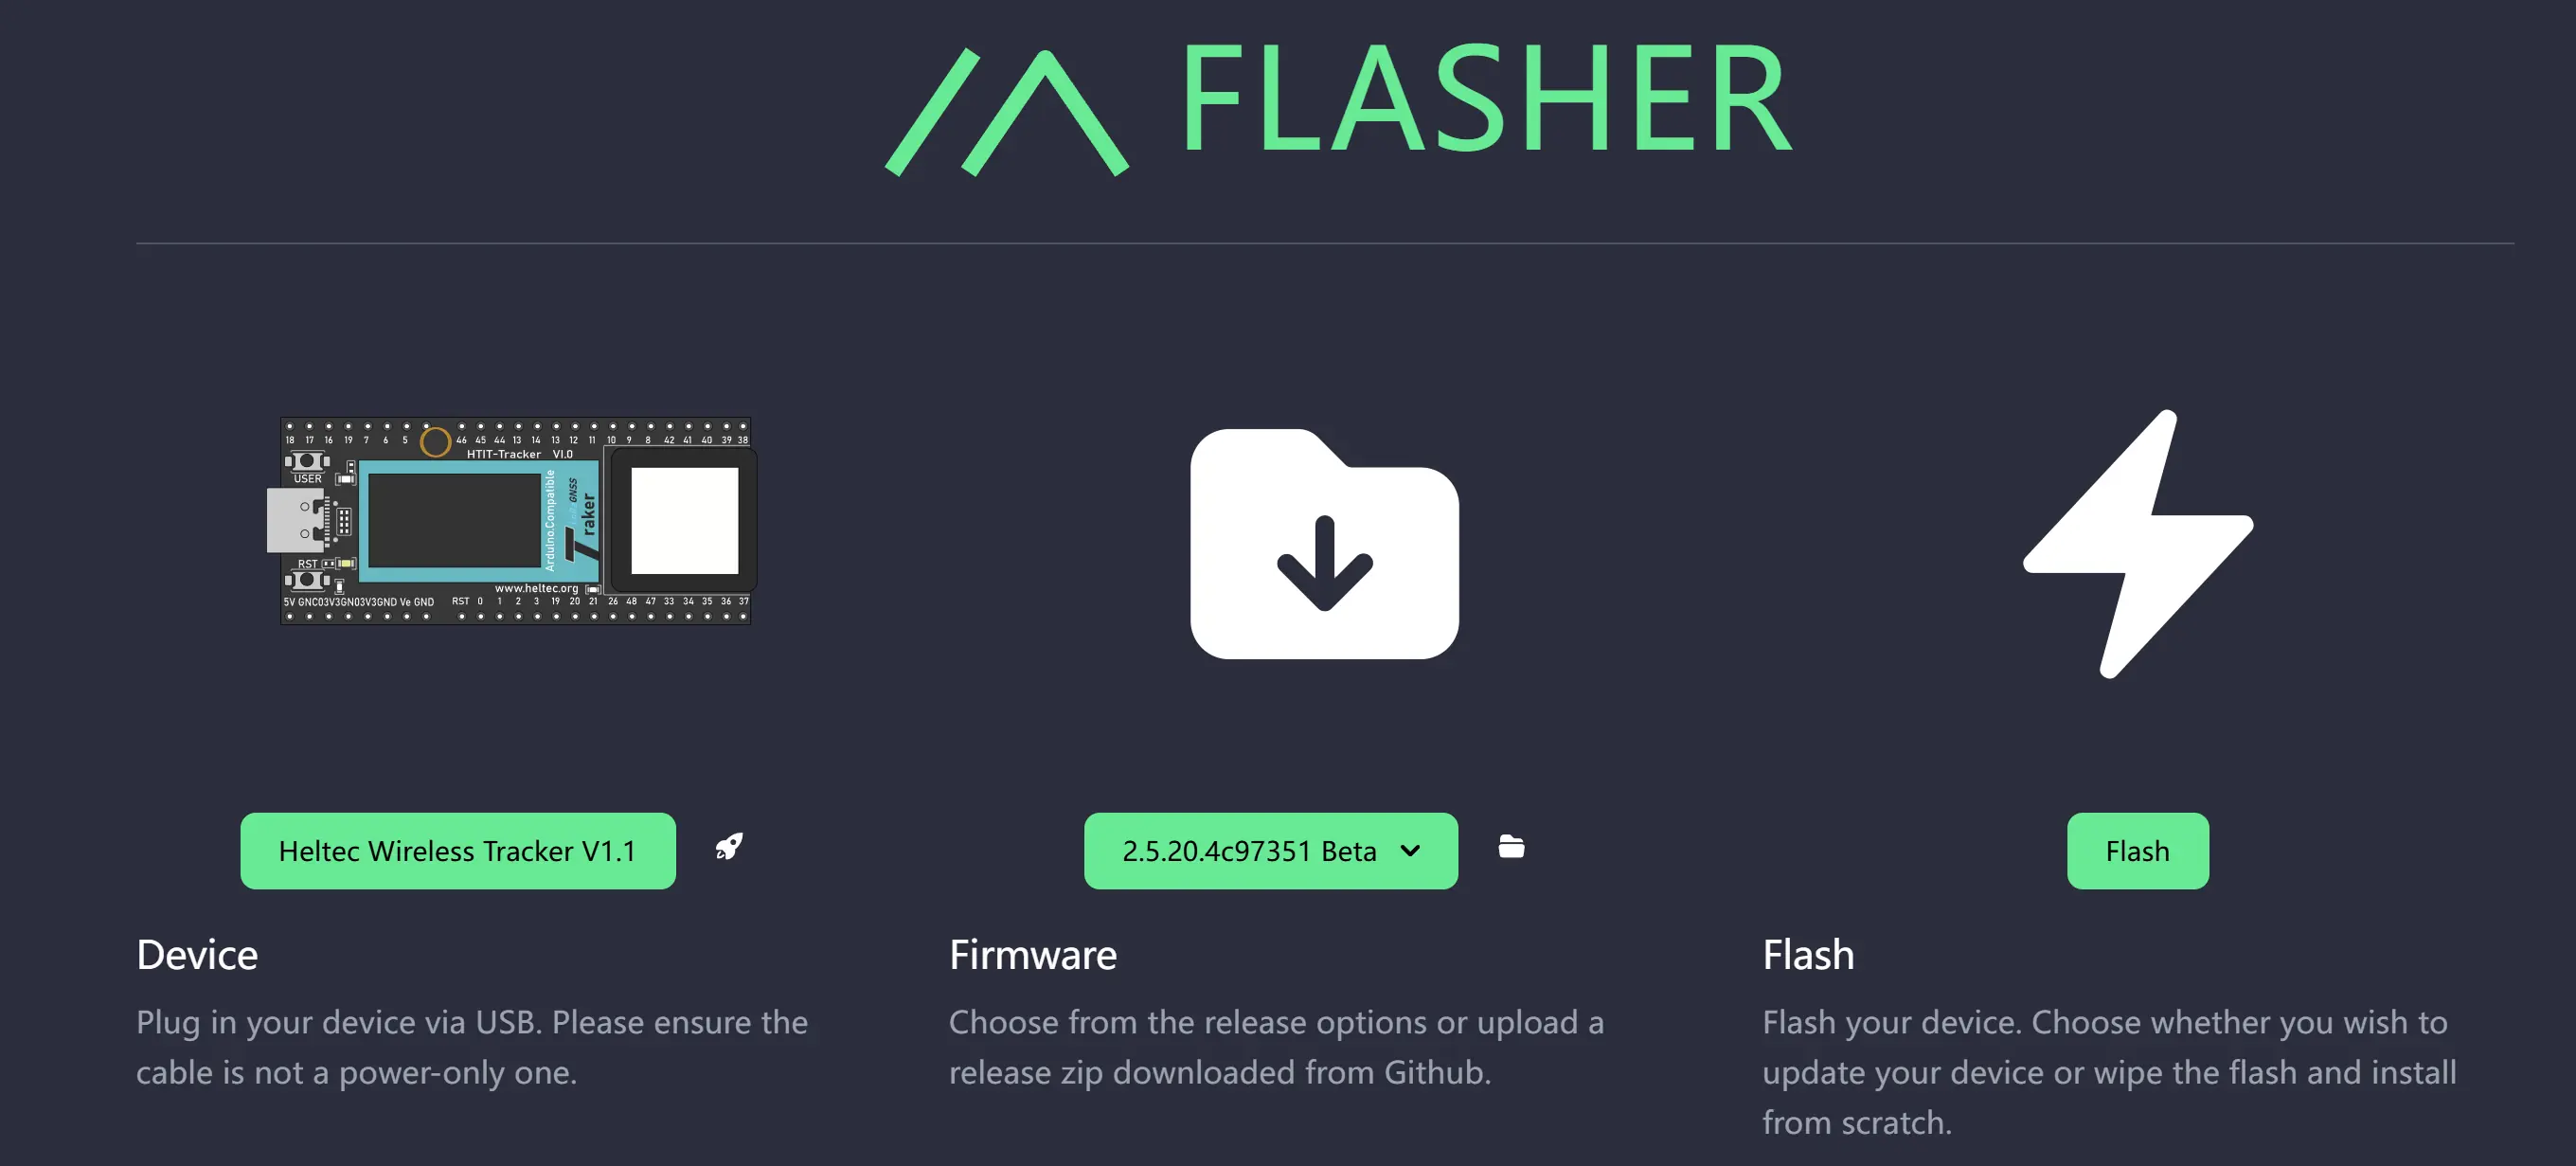 FLASHER
18 17 16 19 7 6 5 46 45 44 13 14 13 12 11 10 9 8 42 41 40 39 38
HTIT-Tracker V1.0
USER
Arduino.Compatible
GNSS
raker
RST
www.heltec.org
5V GNC03V3GN03V3GND Ve GND RST 0 1 2 3 19 20 21 26 48 47 33 34 35 36 37
Heltec Wireless Tracker V1.1
2.5.20.4c97351 Beta
Flash
Device
Plug in your device via USB. Please ensure the
cable is not a power-only one.
Firmware
Choose from the release options or upload a
release zip downloaded from Github.
Flash
Flash your device. Choose whether you wish to
update your device or wipe the flash and install
from scratch.